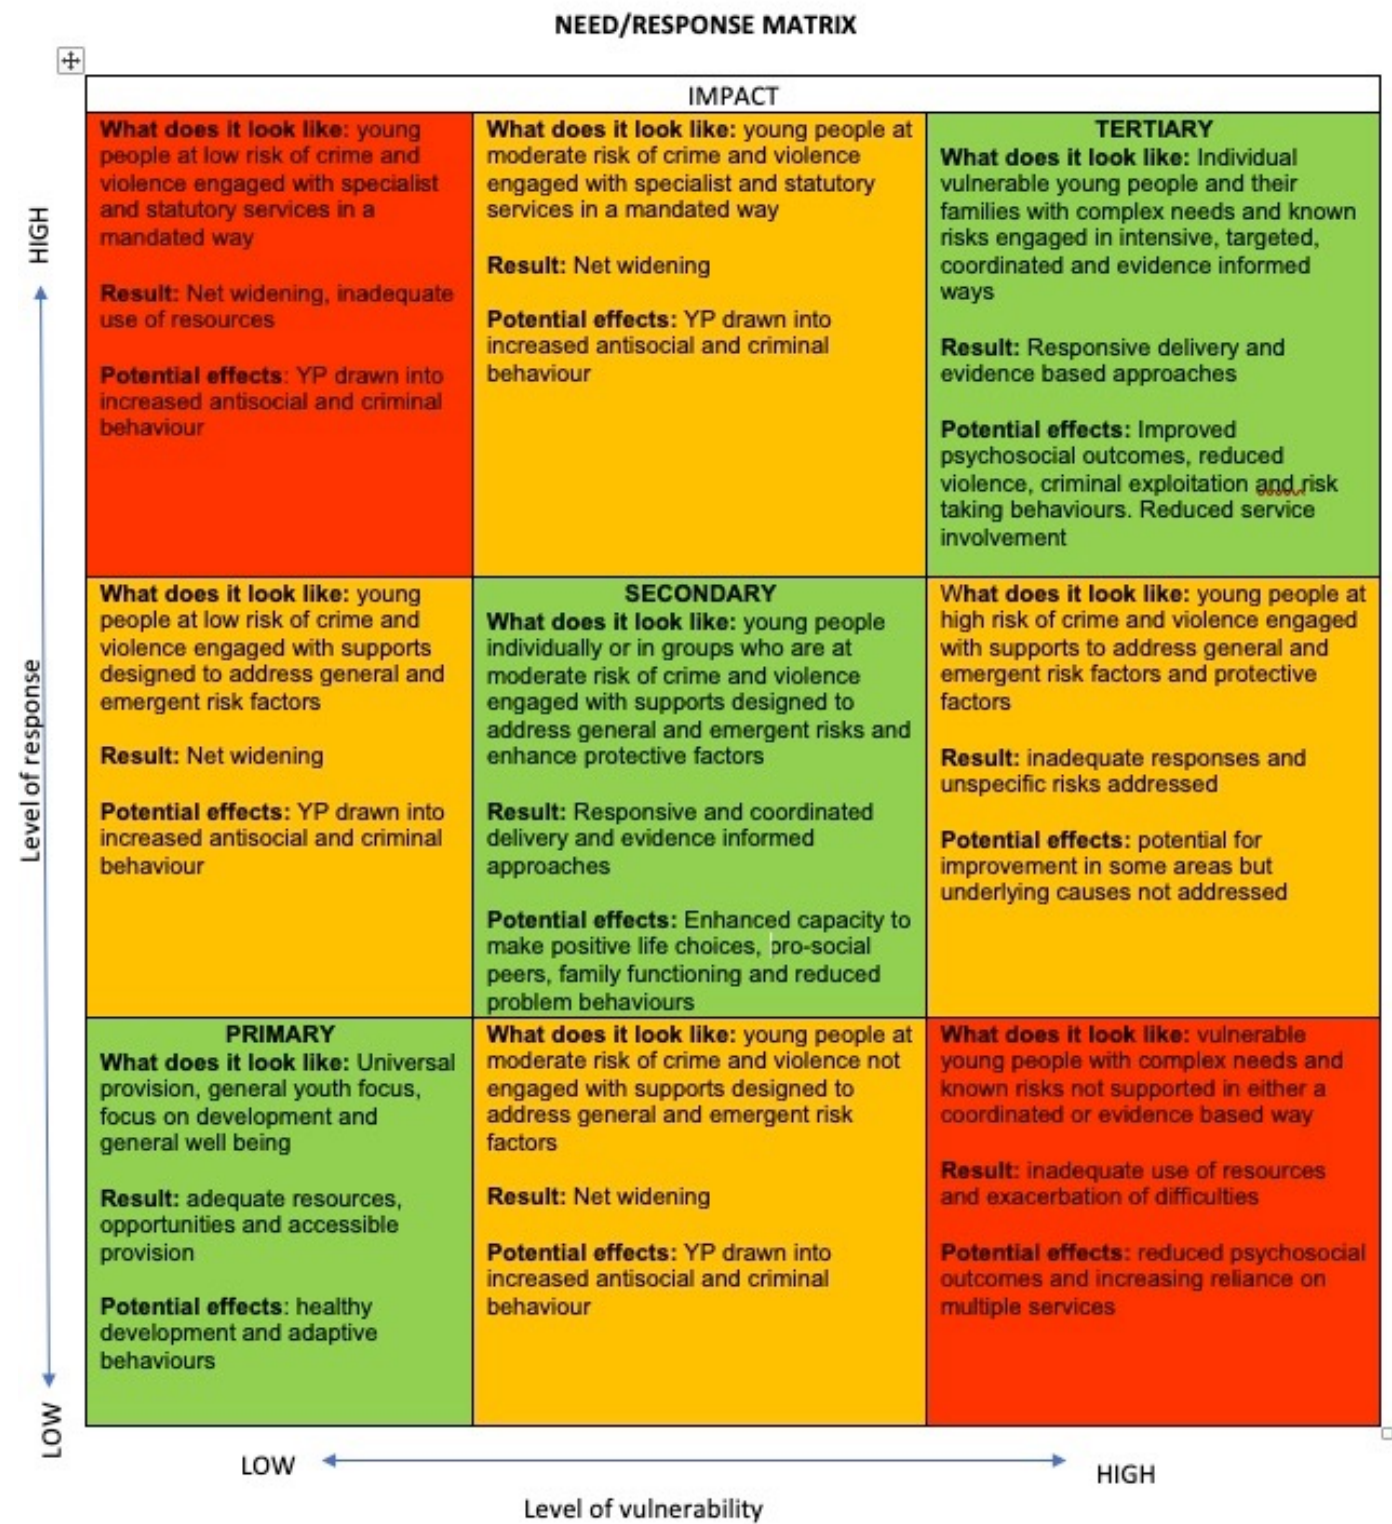 NEED/RESPONSE MATRIX
IMPACT
What does it look like: young
people at low risk of crime and
violence engaged with specialist
and statutory services in a
mandated way
Result: Net widening, inadequate
use of resources
Potential effects: YP drawn into
increased antisocial and criminal
behaviour
What does it look like: young people at
moderate risk of crime and violence
engaged with specialist and statutory
services in a mandated way
Result: Net widening
Potential effects: YP drawn into
increased antisocial and criminal
behaviour
TERTIARY
What does it look like: Individual
vulnerable young people and their
families with complex needs and known
risks engaged in intensive, targeted,
coordinated and evidence informed
ways
Result: Responsive delivery and
evidence based approaches
Potential effects: Improved
psychosocial outcomes, reduced
violence, criminal exploitation and risk
taking behaviours. Reduced service
involvement
What does it look like: young
people at low risk of crime and
violence engaged with supports
designed to address general and
emergent risk factors
Result: Net widening
Potential effects: YP drawn into
increased antisocial and criminal
behaviour
SECONDARY
What does it look like: young people
individually or in groups who are at
moderate risk of crime and violence
engaged with supports designed to
address general and emergent risks and
enhance protective factors
Result: Responsive and coordinated
delivery and evidence informed
approaches
Potential effects: Enhanced capacity to
make positive life choices, pro-social
peers, family functioning and reduced
problem behaviours
What does it look like: young people at
high risk of crime and violence engaged
with supports to address general and
emergent risk factors and protective
factors
Result: inadequate responses and
unspecific risks addressed
Potential effects: potential for
improvement in some areas but
underlying causes not addressed
PRIMARY
What does it look like: Universal
provision, general youth focus,
focus on development and
general well being
Result: adequate resources,
opportunities and accessible
provision
Potential effects: healthy
development and adaptive
behaviours
What does it look like: young people at
moderate risk of crime and violence not
engaged with supports designed to
address general and emergent risk
factors
Result: Net widening
Potential effects: YP drawn into
increased antisocial and criminal
behaviour
What does it look like: vulnerable
young people with complex needs and
known risks not supported in either a
coordinated or evidence based way
Result: inadequate use of resources
and exacerbation of difficulties
Potential effects: reduced psychosocial
outcomes and increasing reliance on
multiple services
HIGH
Level of response
LOW
LOW
HIGH
Level of vulnerability